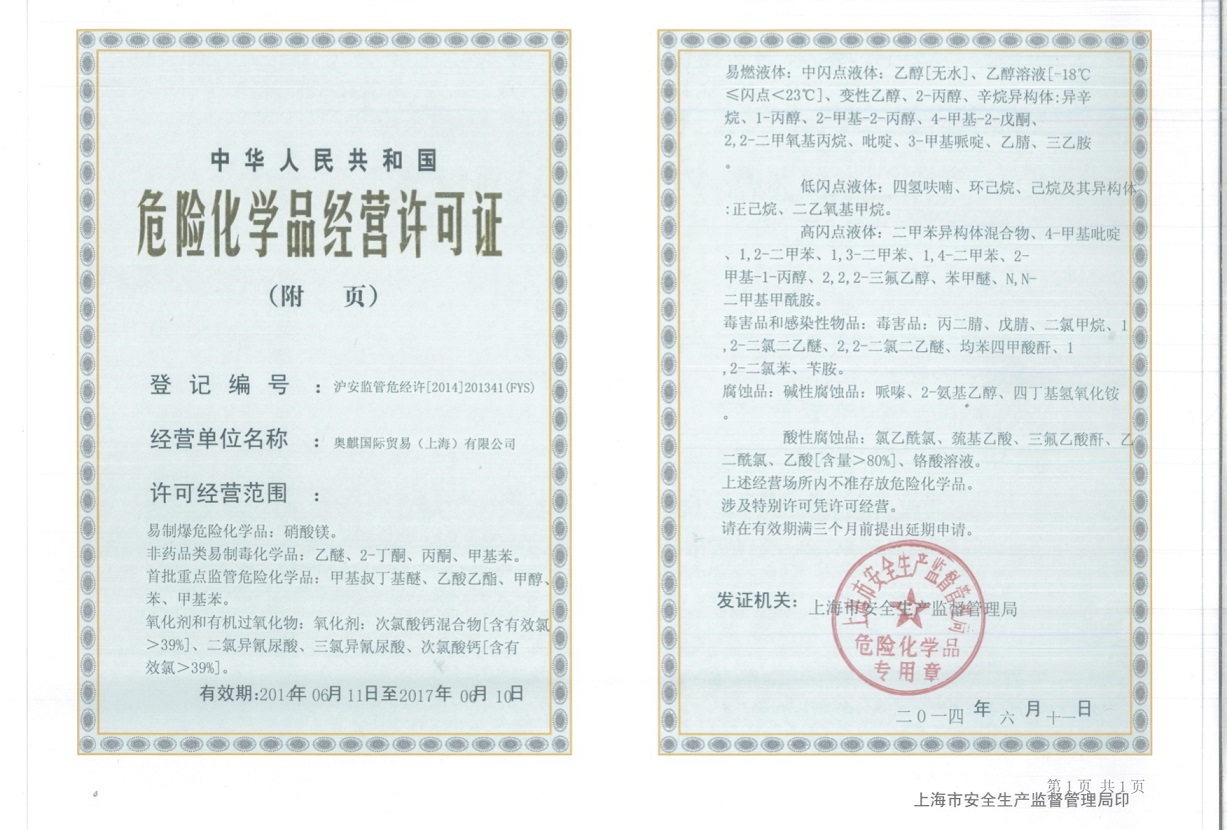 中华人民共和国
危险化学品经营许可证
（附 页）
登记编号 ：沪安监管危经许[2014]201341(FYS)
经营单位名称 ：奥麒国际贸易（上海）有限公司
许可经营范围 ：
易制爆危险化学品：硝酸镁。
非药品类易制毒化学品：乙醚、2-丁酮、丙酮、甲基苯。
首批重点监管危险化学品：甲基叔丁基醚、乙酸乙酯、甲醇、
苯、甲基苯。
氧化剂和有机过氧化物：氧化剂：次氯酸钙混合物[含有效氯
＞39%]、二氯异氰尿酸、三氯异氰尿酸、次氯酸钙[含有
效氯＞39%]。
有效期:2014年 06月 11日至2017年 06月 10日
易燃液体：中闪点液体：乙醇[无水]、乙醇溶液[-18℃
≤闪点＜23℃]、变性乙醇、2-丙醇、辛烷异构体:异辛
烷、1-丙醇、2-甲基-2-丙醇、4-甲基-2-戊酮、
2,2-二甲氧基丙烷、吡啶、3-甲基哌啶、乙腈、三乙胺
。
低闪点液体：四氢呋喃、环己烷、己烷及其异构体
:正己烷、二乙氧基甲烷。
高闪点液体：二甲苯异构体混合物、4-甲基吡啶
、1,2-二甲苯、1,3-二甲苯、1,4-二甲苯、2-
甲基-1-丙醇、2,2,2-三氟乙醇、苯甲醚、N,N-
二甲基甲酰胺。
毒害品和感染性物品：毒害品：丙二腈、戊腈、二氯甲烷、1
,2-二氯二乙醚、2,2-二氯二乙醚、均苯四甲酸酐、1
,2-二氯苯、苄胺。
腐蚀品：碱性腐蚀品：哌嗪、2-氨基乙醇、四丁基氢氧化铵
。
酸性腐蚀品：氯乙酰氯、巯基乙酸、三氟乙酸酐、乙
二酰氯、乙酸[含量＞80%]、铬酸溶液。
上述经营场所内不准存放危险化学品。
涉及特别许可凭许可经营。
请在有效期满三个月前提出延期申请。
发证机关：上海市安全生产监督管理局
上海市安全生产监督管理局
危险化学品
专用章
二0一四 年 六 月 十一 日
第1页 共1页
上海市安全生产监督管理局印